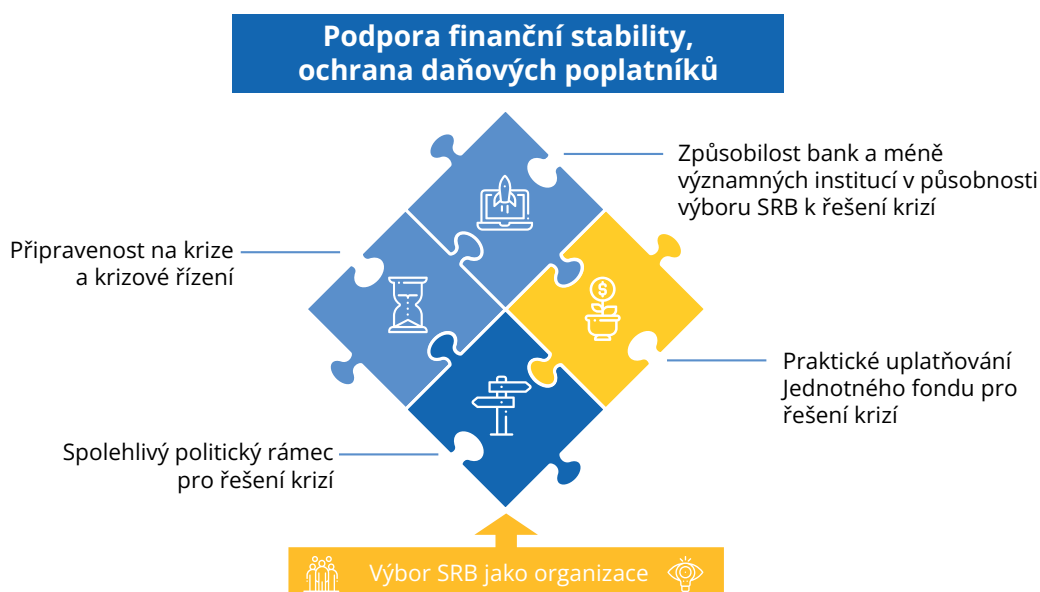 Podpora finanční stability,
ochrana daňových poplatníků
Způsobilost bank a méně
významných institucí v působnosti
výboru SRB k řešení krizí
Připravenost na krize
a krizové řízení
$
Praktické uplatňování
Jednotného fondu pro
řešení krizí
Spolehlivý politický rámec
pro řešení krizí
Výbor SRB jako organizace